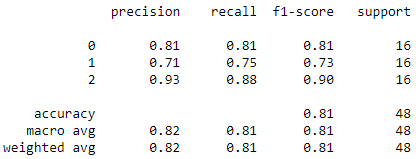 precision recall f1-score support
0 0.81 0.81 0.81 16
1 0.71 0.75 0.73 16
2 0.93 0.88 0.90 16
accuracy 0.81 48
macro avg 0.82 0.81 0.81 48
weighted avg 0.82 0.81 0.81 48